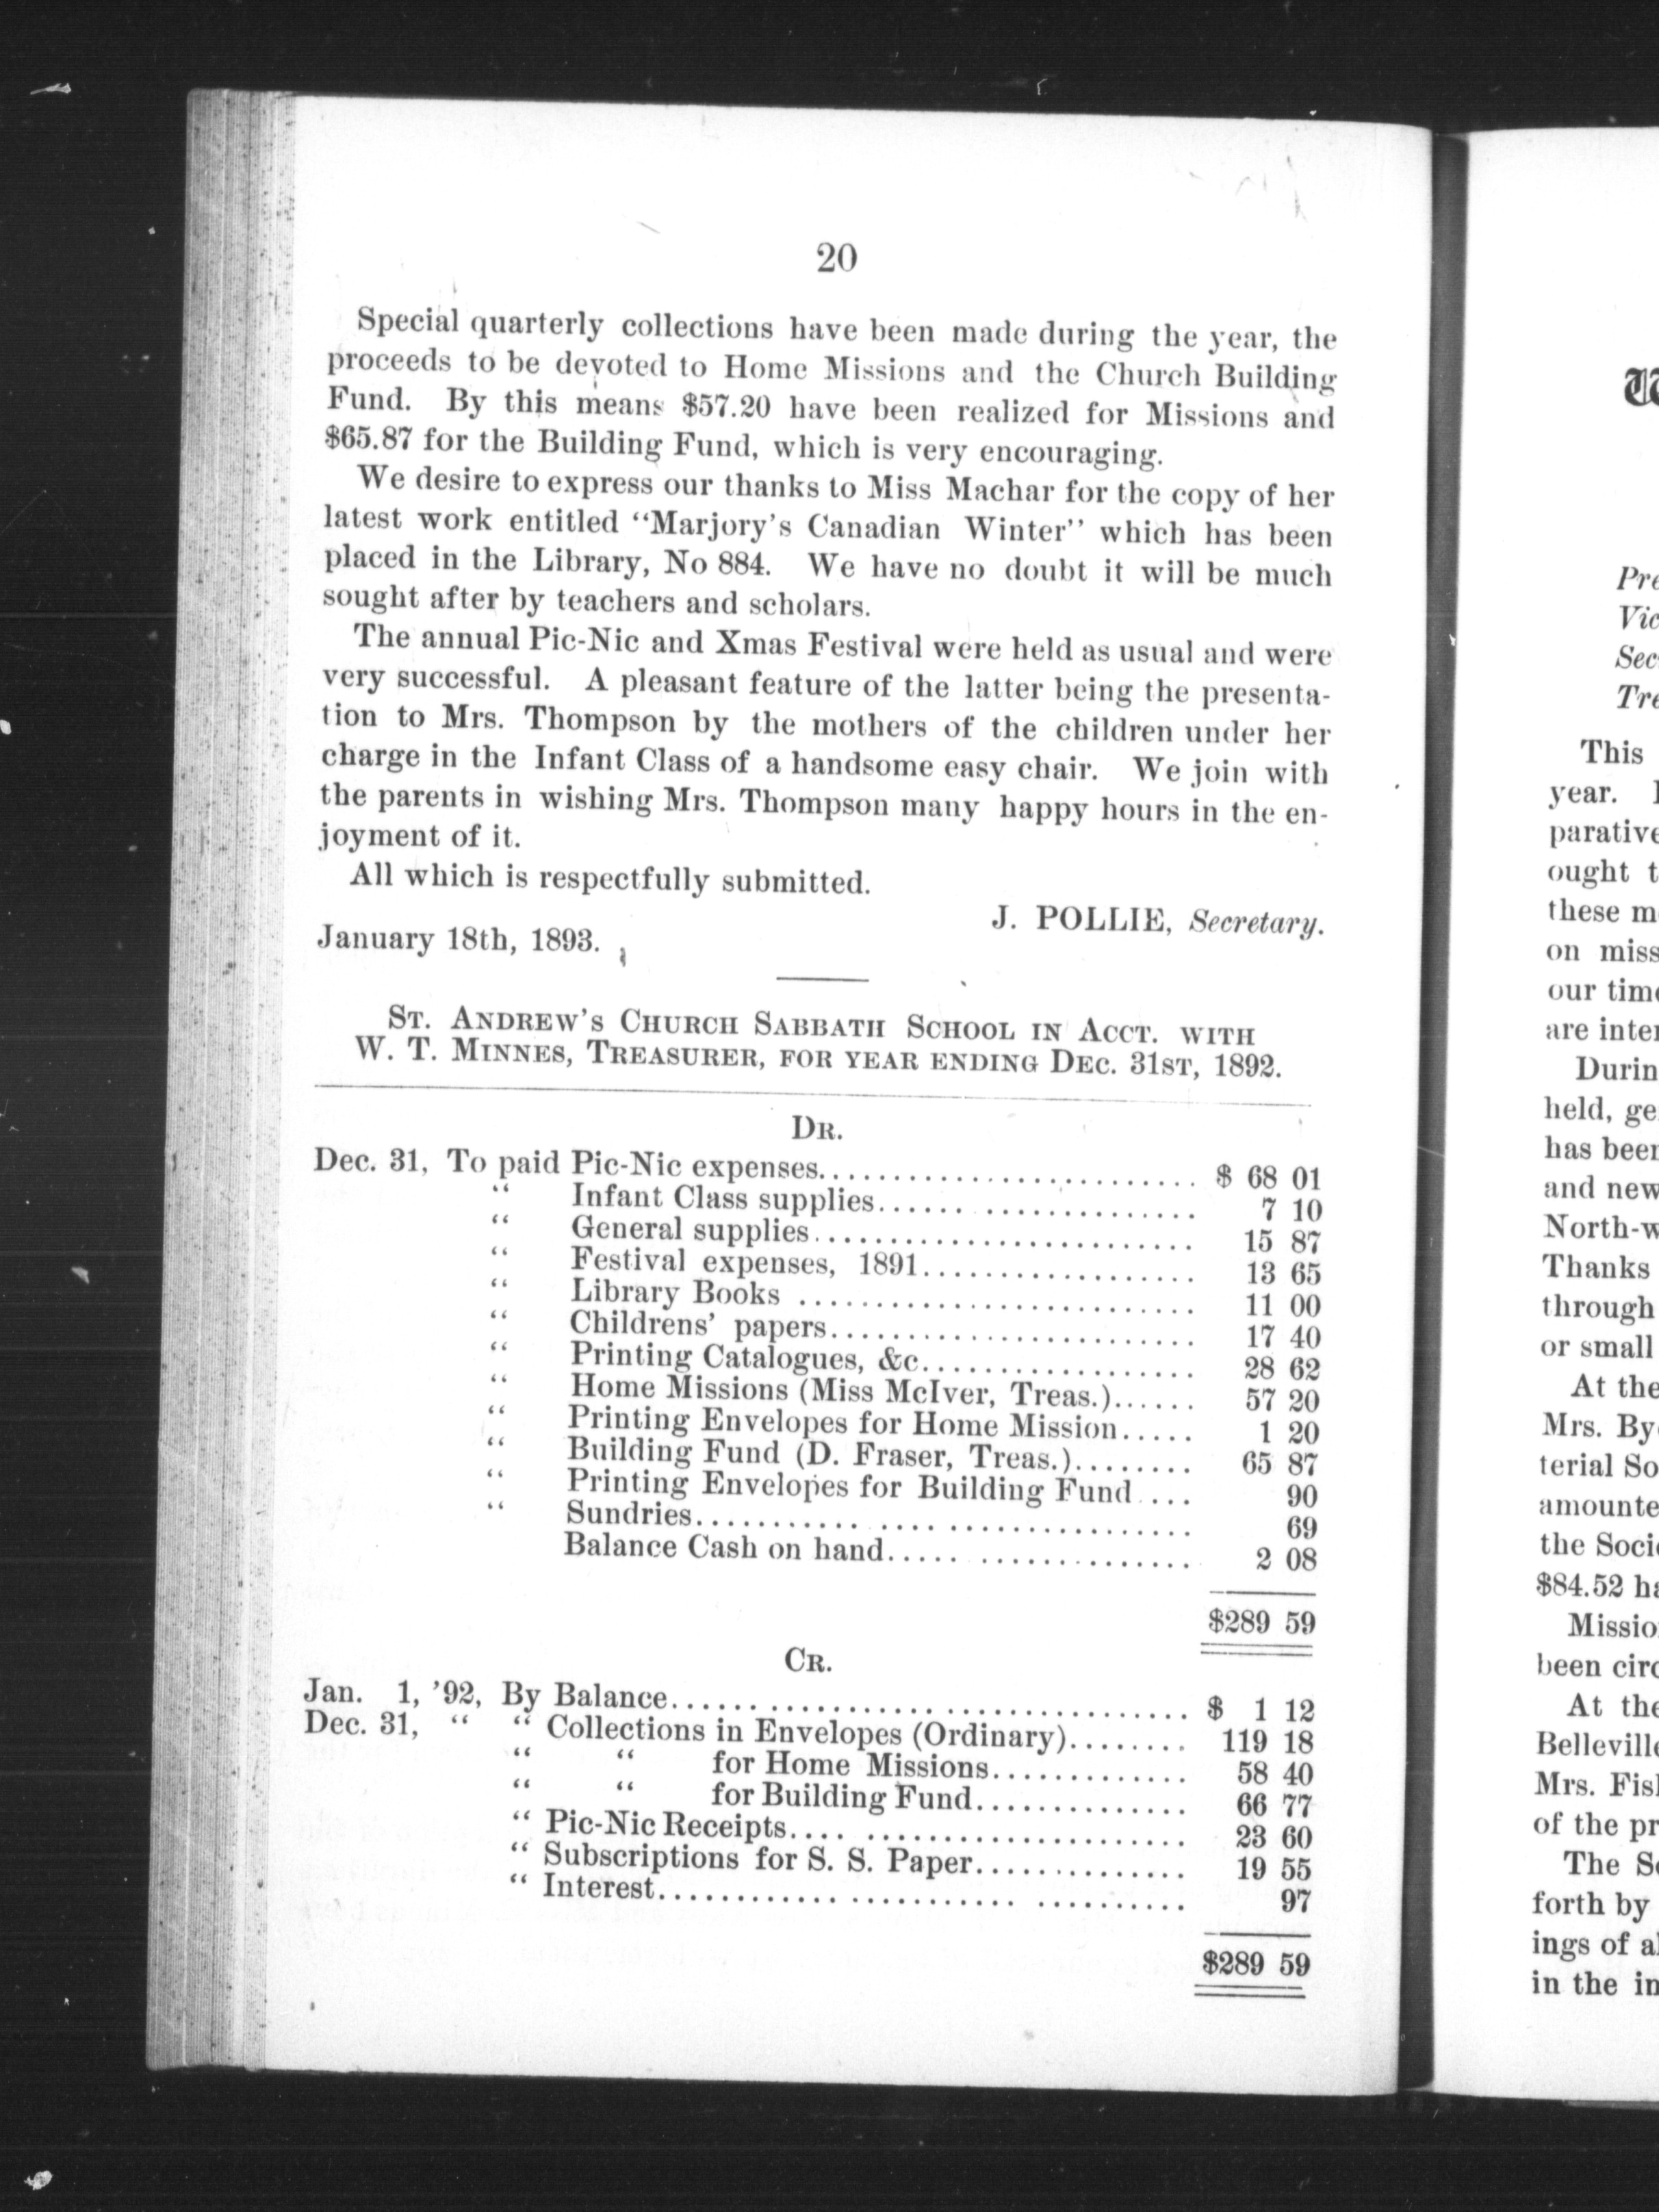 20
Special quarterly collections have been made during the year, the
proceeds to be devoted to Home Missions and the Church Building
Fund. By this means $57.20 have been realized for Missions and
$65.87 for the Building Fund, which is very encouraging.
We desire to express our thanks to Miss Machar for the copy of her
latest work entitled “Marjory’s Canadian Winter” which has been
placed in the Library, No 884. We have no doubt it will be much
sought after by teachers and scholars.
The annual Pic-Nic and Xmas Festival were held as usual and were
very successful. A pleasant feature of the latter being the presenta-
tion to Mrs. Thompson by the mothers of the children under her
charge in the Infant Class of a handsome easy chair. We join with
the parents in wishing Mrs. Thompson many happy hours in the en-
joyment of it.
All which is respectfully submitted.
J. POLLIE, Secretary.
January 18th, 1893.
ST. ANDREW’S CHURCH SABBATH SCHOOL IN ACCT. WITH
W. T. MINNES, TREASURER, FOR YEAR ENDING DEC. 31ST, 1892.
DR.
Dec. 31, To paid Pic-Nic expenses........................... $ 68 01
“ Infant Class supplies...................... 7 10
“ General supplies.......................... 15 87
“ Festival expenses, 1891................... 13 65
“ Library Books ........................... 11 00
“ Childrens’ papers......................... 17 40
“ Printing Catalogues, &c................... 28 62
“ Home Missions (Miss McIver, Treas.)...... 57 20
“ Printing Envelopes for Home Mission..... 1 20
“ Building Fund (D. Fraser, Treas.)........ 65 87
“ Printing Envelopes for Building Fund.... 90
“ Sundries................................. 69
Balance Cash on hand..................... 2 08
$289 59
CR.
Jan. 1, ’92, By Balance.................................. $ 1 12
Dec. 31, “ “ Collections in Envelopes (Ordinary)........ 119 18
“ “ for Home Missions............. 58 40
“ “ for Building Fund.............. 66 77
“ Pic-Nic Receipts.......................... 23 60
“ Subscriptions for S. S. Paper.............. 19 55
“ Interest.................................. 97
$289 59
Pre
Vic
Sec
Tre
This
year.
parative
ought t
these m
on miss
our time
are inter
Durin
held, ge
has been
and new
North-w
Thanks
through
or small
At the
Mrs. By
terial So
amounte
the Socie
$84.52 ha
Mission
been circ
At the
Belleville
Mrs. Fish
of the pr
The Se
forth by
ings of al
in the in